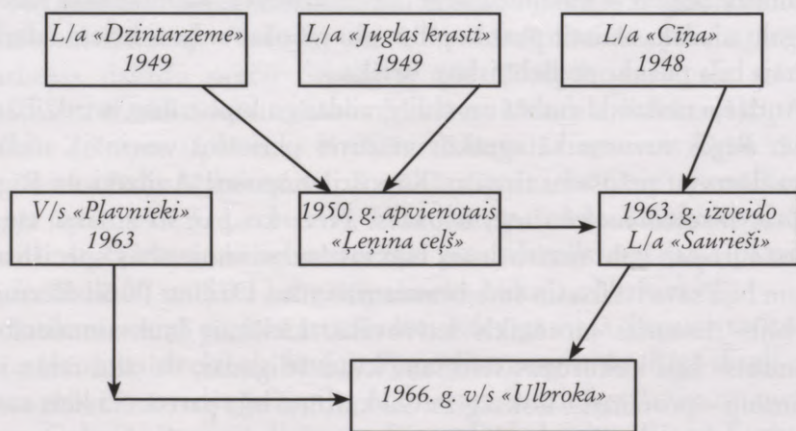 L/a «Dzintarzeme»
1949
L/a «Juglas krasti»
1949
L/a «Cīņa»
1948
V/s «Pļavnieki»
1963
1950. g. apvienotais
«Ļeņina ceļš»
1963. g. izveido
L/a «Saurieši»
1966. g. v/s «Ulbroka»